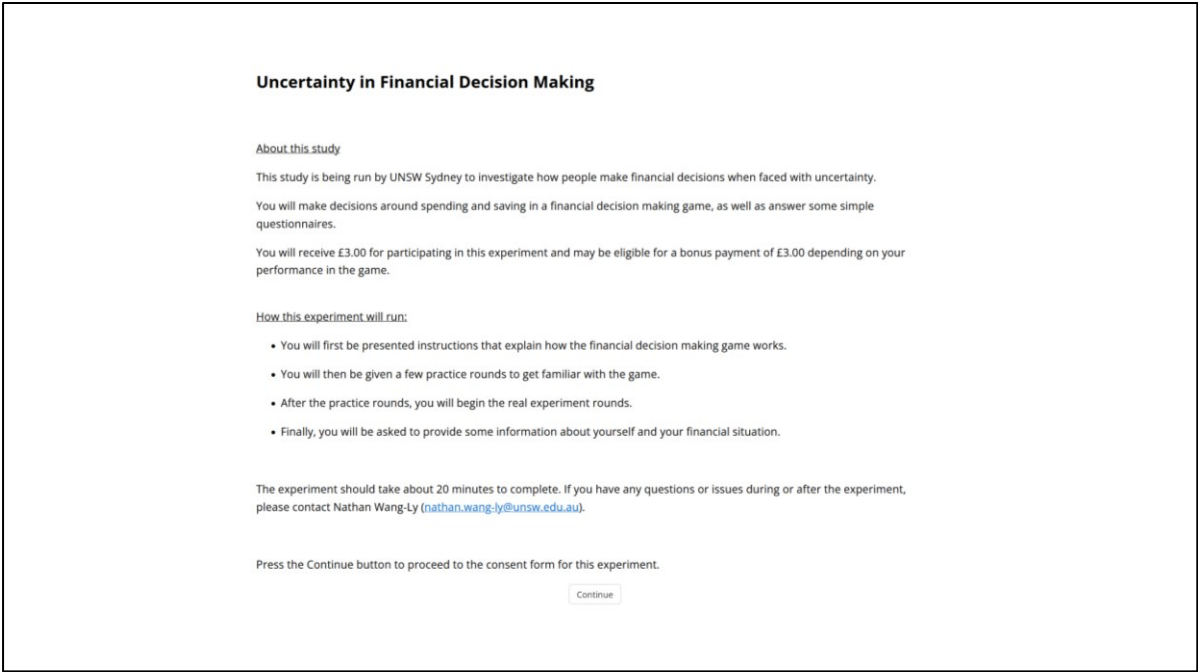 Uncertainty in Financial Decision Making
About this study
This study is being run by UNSW Sydney to investigate how people make financial decisions when faced with uncertainty.
You will make decisions around spending and saving in a financial decision making game, as well as answer some simple
questionnaires.
You will receive £3.00 for participating in this experiment and may be eligible for a bonus payment of £3.00 depending on your
performance in the game.
How this experiment will run:
• You will first be presented instructions that explain how the financial decision making game works.
• You will then be given a few practice rounds to get familiar with the game.
• After the practice rounds, you will begin the real experiment rounds.
• Finally, you will be asked to provide some information about yourself and your financial situation.
The experiment should take about 20 minutes to complete. If you have any questions or issues during or after the experiment,
please contact Nathan Wang-Ly (nathan.wang-ly@unsw.edu.au).
Press the Continue button to proceed to the consent form for this experiment.
Continue